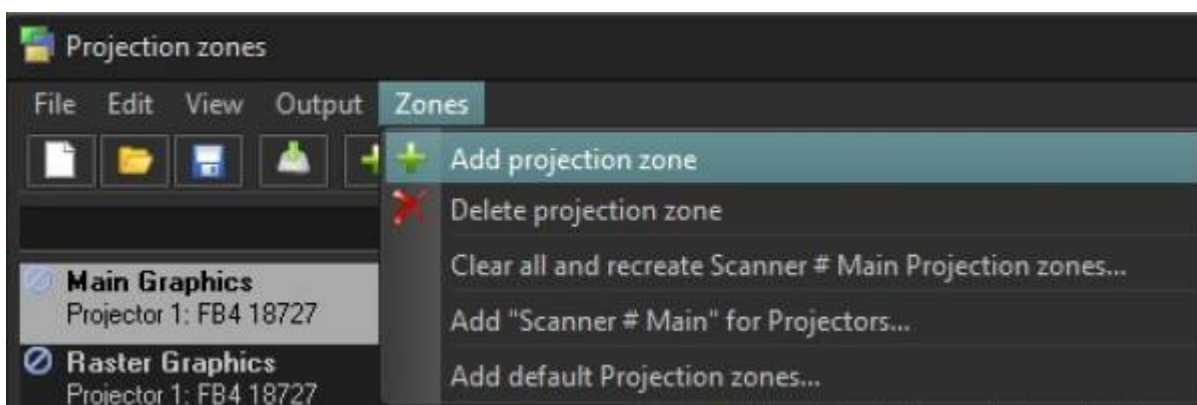 Projection zones
File Edit View Output Zones
Add projection zone
Delete projection zone
Clear all and recreate Scanner # Main Projection zones...
Add "Scanner # Main" for Projectors...
Add default Projection zones...
Main Graphics
Projector 1: FB4 18727
Raster Graphics
Projector 1: FB4 18727